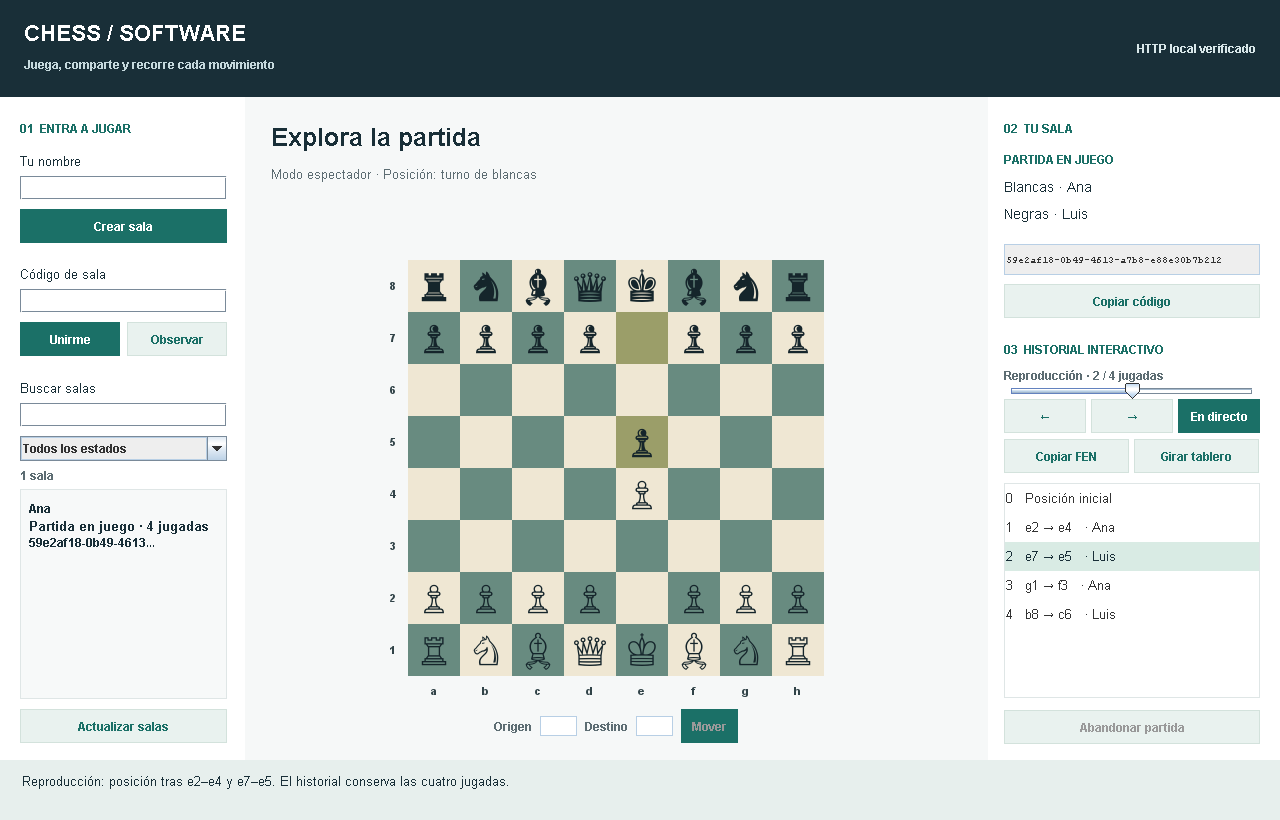 CHESS / SOFTWARE
Juega, comparte y recorre cada movimiento
HTTP local verificado
01 ENTRA A JUGAR
Tu nombre
Crear sala
Código de sala
Unirme
Observar
Buscar salas
Todos los estados
1 sala
Ana
Partida en juego · 4 jugadas
59e2af18-0b49-4613...
Actualizar salas
Explora la partida
Modo espectador · Posición: turno de blancas
8
7
6
5
4
3
2
1
a b c d e f g h
Origen
Destino
Mover
02 TU SALA
PARTIDA EN JUEGO
Blancas · Ana
Negras · Luis
59e2af18-0b49-4613-a7b8-e88e30b7b212
Copiar código
03 HISTORIAL INTERACTIVO
Reproducción · 2 / 4 jugadas
← → En directo
Copiar FEN
Girar tablero
0 Posición inicial
1 e2 → e4 · Ana
2 e7 → e5 · Luis
3 g1 → f3 · Ana
4 b8 → c6 · Luis
Abandonar partida
Reproducción: posición tras e2–e4 y e7–e5. El historial conserva las cuatro jugadas.